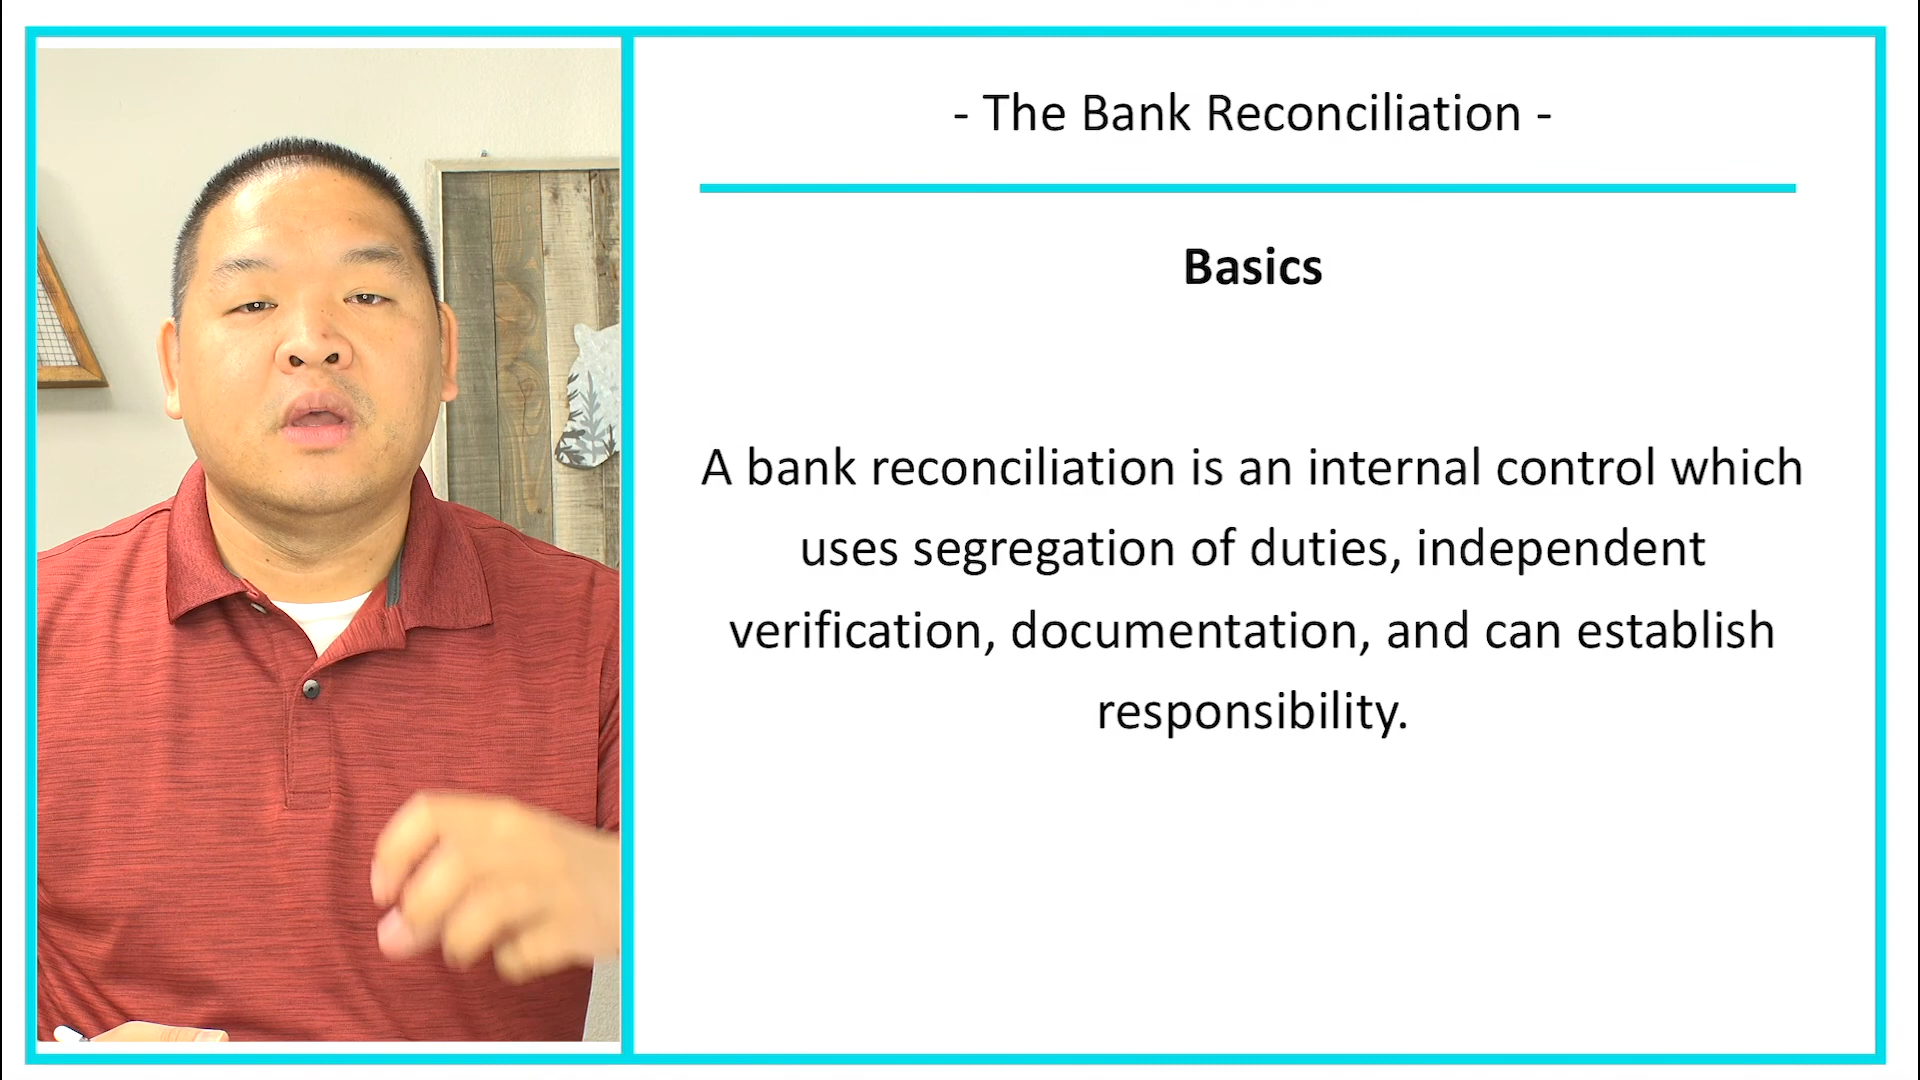 - The Bank Reconciliation -
Basics
A bank reconciliation is an internal control which
uses segregation of duties, independent
verification, documentation, and can establish
responsibility.